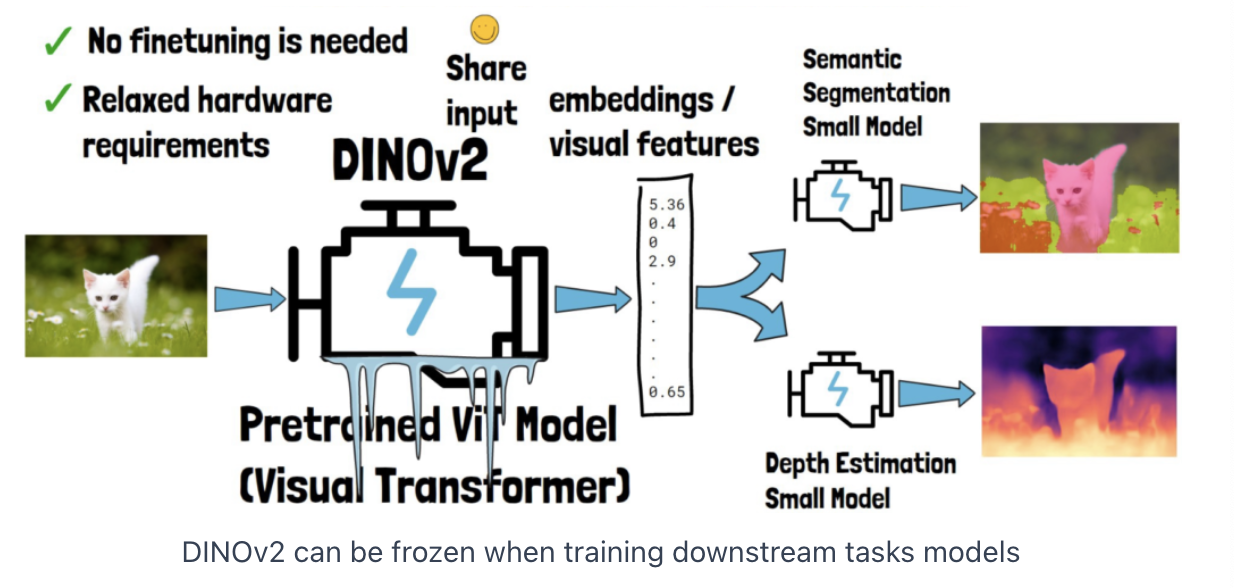 ✓ No finetuning is needed
✓ Relaxed hardware
requirements
Share
input
DINOv2
embeddings /
visual features
5.36
0.4
0
2.9
.
.
.
.
.
.
0.65
Pretrained ViT Model
(Visual Transformer)
Semantic
Segmentation
Small Model
Depth Estimation
Small Model
DINOv2 can be frozen when training downstream tasks models